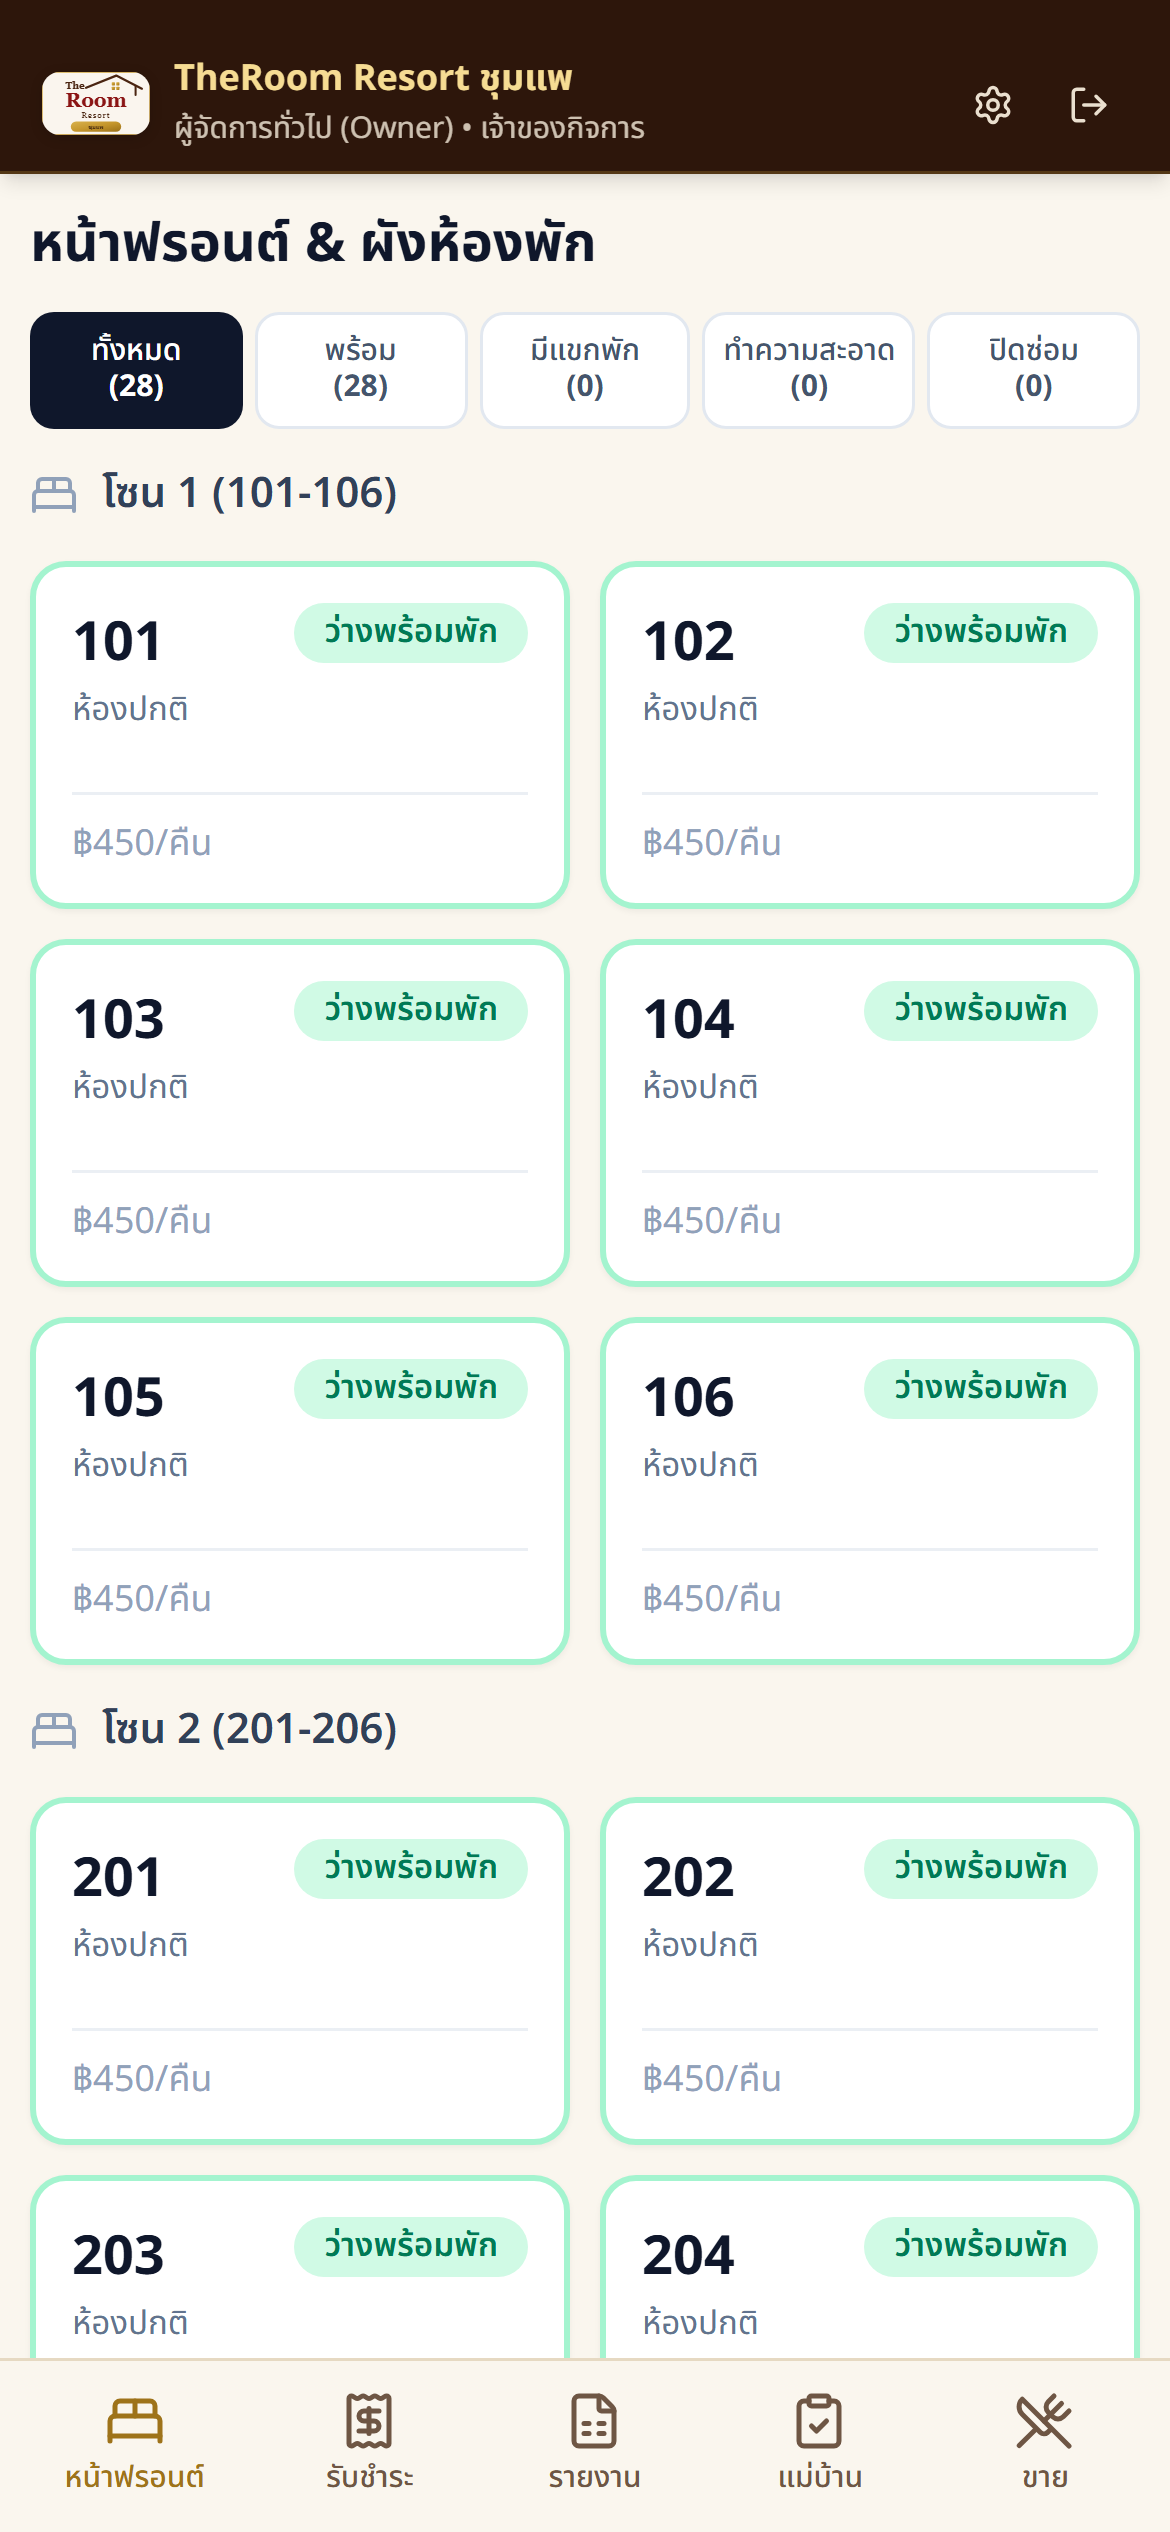 The
Room
Resort
ชุมแพ
TheRoom Resort ชุมแพ
ผู้จัดการทั่วไป (Owner) • เจ้าของกิจการ
หน้าฟรอนต์ & ผังห้องพัก
ทั้งหมด
(28)
พร้อม
(28)
มีแขกพัก
(0)
ทำความสะอาด
(0)
ปิดซ่อม
(0)
โซน 1 (101-106)
101 ว่างพร้อมพัก
ห้องปกติ
฿450/คืน
102 ว่างพร้อมพัก
ห้องปกติ
฿450/คืน
103 ว่างพร้อมพัก
ห้องปกติ
฿450/คืน
104 ว่างพร้อมพัก
ห้องปกติ
฿450/คืน
105 ว่างพร้อมพัก
ห้องปกติ
฿450/คืน
106 ว่างพร้อมพัก
ห้องปกติ
฿450/คืน
โซน 2 (201-206)
201 ว่างพร้อมพัก
ห้องปกติ
฿450/คืน
202 ว่างพร้อมพัก
ห้องปกติ
฿450/คืน
203 ว่างพร้อมพัก
ห้องปกติ
204 ว่างพร้อมพัก
ห้องปกติ
หน้าฟรอนต์
รับชำระ
รายงาน
แม่บ้าน
ขาย